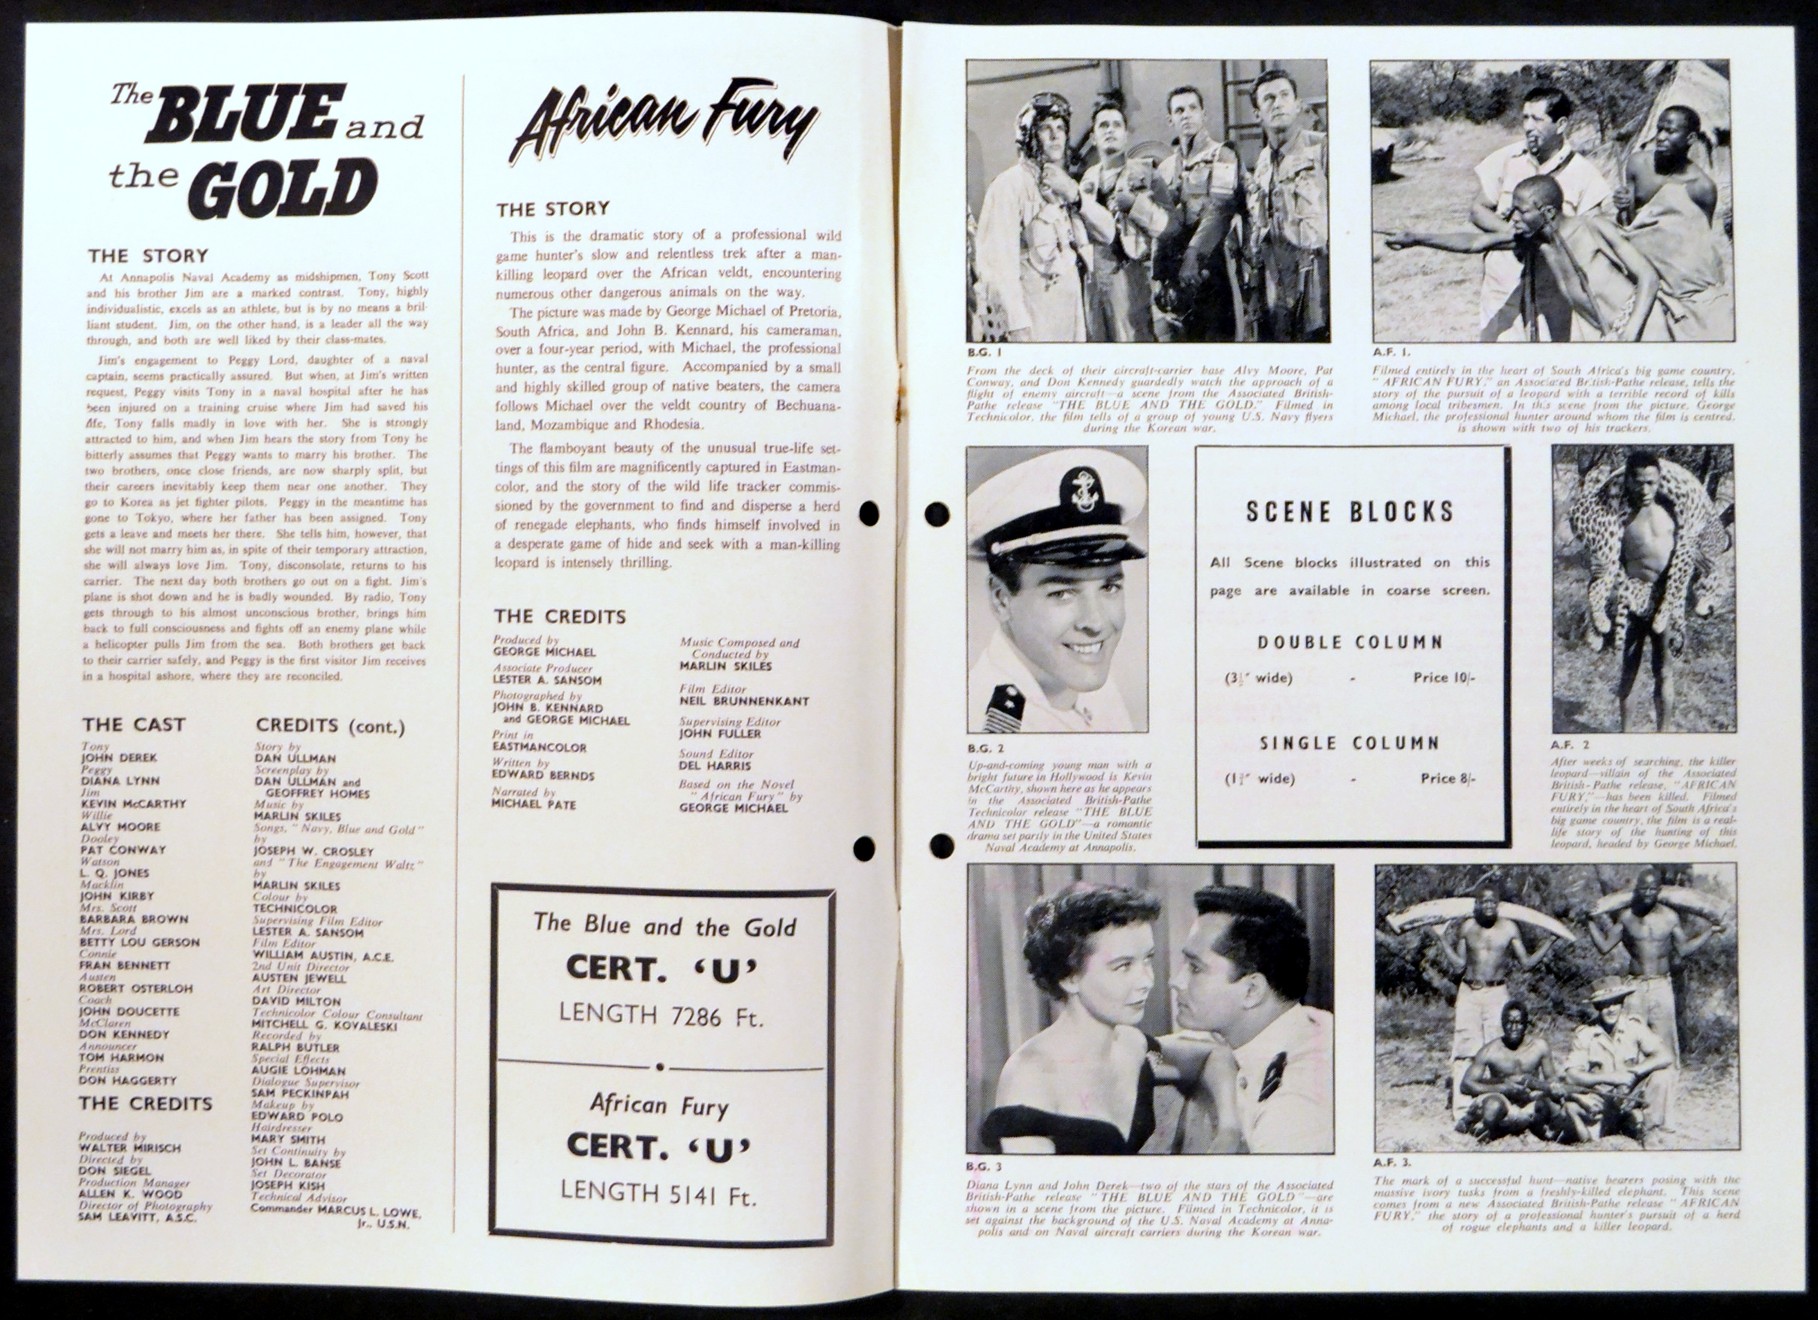 The BLUE and
the GOLD
THE STORY
At Annapolis Naval Academy as midshipmen, Tony Scott
and his brother Jim are a marked contrast. Tony, highly
individualistic, excels as an athlete, but is by no means a bril-
liant student. Jim, on the other hand, is a leader all the way
through, and both are well liked by their class-mates.
Jim's engagement to Peggy Lord, daughter of a naval
captain, seems practically assured. But when, at Jim's written
request, Peggy visits Tony in a naval hospital after he has
been injured on a training cruise where Jim had saved his
life, Tony falls madly in love with her. She is strongly
attracted to him, and when Jim hears the story from Tony he
bitterly assumes that Peggy wants to marry his brother. The
two brothers, once close friends, are now sharply split, but
their careers inevitably keep them near one another. They
go to Korea as jet fighter pilots. Peggy in the meantime has
gone to Tokyo, where her father has been assigned. Tony
gets a leave and meets her there. She tells him, however, that
she will not marry him as, in spite of their temporary attraction,
she will always love Jim. Tony, disconsolate, returns to his
carrier. The next day both brothers go out on a fight. Jim's
plane is shot down and he is badly wounded. By radio, Tony
gets through to his almost unconscious brother, brings him
back to full consciousness and fights off an enemy plane while
a helicopter pulls Jim from the sea. Both brothers get back
to their carrier safely, and Peggy is the first visitor Jim receives
in a hospital ashore, where they are reconciled.
THE CAST
Tony
JOHN DEREK
Peggy
DIANA LYNN
Jim
KEVIN McCARTHY
Willie
ALVY MOORE
Dooley
PAT CONWAY
Watson
L. Q. JONES
Macklin
JOHN KIRBY
Mrs. Scott
BARBARA BROWN
Mrs. Lord
BETTY LOU GERSON
Connie
FRAN BENNETT
Austen
ROBERT OSTERLOH
Coach
JOHN DOUCETTE
McClaren
DON KENNEDY
Announcer
TOM HARMON
Prentiss
DON HAGGERTY
THE CREDITS
Produced by
WALTER MIRISCH
Directed by
DON SIEGEL
Production Manager
ALLEN K. WOOD
Director of Photography
SAM LEAVITT, A.S.C.
CREDITS (cont.)
Story by
DAN ULLMAN
Screenplay by
DAN ULLMAN and
GEOFFREY HOMES
Music by
MARLIN SKILES
Songs, "Navy, Blue and Gold"
by
JOSEPH W. CROSLEY
and "The Engagement Waltz"
by
MARLIN SKILES
Colour by
TECHNICOLOR
Supervising Film Editor
LESTER A. SANSOM
Film Editor
WILLIAM AUSTIN, A.C.E.
2nd Unit Director
AUSTEN JEWELL
Art Director
DAVID MILTON
Technicolor Colour Consultant
MITCHELL G. KOVALESKI
Recorded by
RALPH BUTLER
Special Effects
AUGIE LOHMAN
Dialogue Supervisor
SAM PECKINPAH
Makeup by
EDWARD POLO
Hairdresser
MARY SMITH
Set Continuity by
JOHN L. BANSE
Set Decorator
JOSEPH KISH
Technical Advisor
Commander MARCUS L. LOWE,
Jr., U.S.N.
African Fury
THE STORY
This is the dramatic story of a professional wild
game hunter's slow and relentless trek after a man-
killing leopard over the African veldt, encountering
numerous other dangerous animals on the way.
The picture was made by George Michael of Pretoria,
South Africa, and John B. Kennard, his cameraman,
over a four-year period, with Michael, the professional
hunter, as the central figure. Accompanied by a small
and highly skilled group of native beaters, the camera
follows Michael over the veldt country of Bechuana-
land, Mozambique and Rhodesia.
The flamboyant beauty of the unusual true-life set-
tings of this film are magnificently captured in Eastman-
color, and the story of the wild life tracker commis-
sioned by the government to find and disperse a herd
of renegade elephants, who finds himself involved in
a desperate game of hide and seek with a man-killing
leopard is intensely thrilling.
THE CREDITS
Produced by
GEORGE MICHAEL
Associate Producer
LESTER A. SANSOM
Photographed by
JOHN B. KENNARD
and GEORGE MICHAEL
Print in
EASTMANCOLOR
Written by
EDWARD BERNDS
Narrated by
MICHAEL PATE
Music Composed and
Conducted by
MARLIN SKILES
Film Editor
NEIL BRUNNENKANT
Supervising Editor
JOHN FULLER
Sound Editor
DEL HARRIS
Based on the Novel
"African Fury" by
GEORGE MICHAEL
The Blue and the Gold
CERT. 'U'
LENGTH 7286 Ft.
African Fury
CERT. 'U'
LENGTH 5141 Ft.
B.G. 1
From the deck of their aircraft-carrier base Alvy Moore, Pat
Conway, and Don Kennedy guardedly watch the approach of a
flight of enemy aircraft—a scene from the Associated British-
Pathe release "THE BLUE AND THE GOLD." Filmed in
Technicolor, the film tells of a group of young U.S. Navy flyers
during the Korean war.
A.F. 1.
Filmed entirely in the heart of South Africa's big game country,
"AFRICAN FURY," an Associated British-Pathe release, tells the
story of the pursuit of a leopard with a terrible record of kills
among local tribesmen. In this scene from the picture, George
Michael, the professional hunter around whom the film is centred,
is shown with two of his trackers.
B.G. 2
Up-and-coming young man with a
bright future in Hollywood is Kevin
McCarthy, shown here as he appears
in the Associated British-Pathe
Technicolor release "THE BLUE
AND THE GOLD"—a romantic
drama set partly in the United States
Naval Academy at Annapolis.
SCENE BLOCKS
All Scene blocks illustrated on this
page are available in coarse screen.
DOUBLE COLUMN
(3½" wide) - Price 10/-
SINGLE COLUMN
(1¾" wide) - Price 8/-
A.F. 2
After weeks of searching, the killer
leopard—villain of the Associated
British-Pathe release, "AFRICAN
FURY,"—has been killed. Filmed
entirely in the heart of South Africa's
big game country, the film is a real-
life story of the hunting of this
leopard, headed by George Michael.
B.G. 3
Diana Lynn and John Derek—two of the stars of the Associated
British-Pathe release "THE BLUE AND THE GOLD"—are
shown in a scene from the picture. Filmed in Technicolor, it is
set against the background of the U.S. Naval Academy at Anna-
polis and on Naval aircraft carriers during the Korean war.
A.F. 3.
The mark of a successful hunt—native bearers posing with the
massive ivory tusks from a freshly-killed elephant. This scene
comes from a new Associated British-Pathe release "AFRICAN
FURY," the story of a professional hunter's pursuit of a herd
of rogue elephants and a killer leopard.